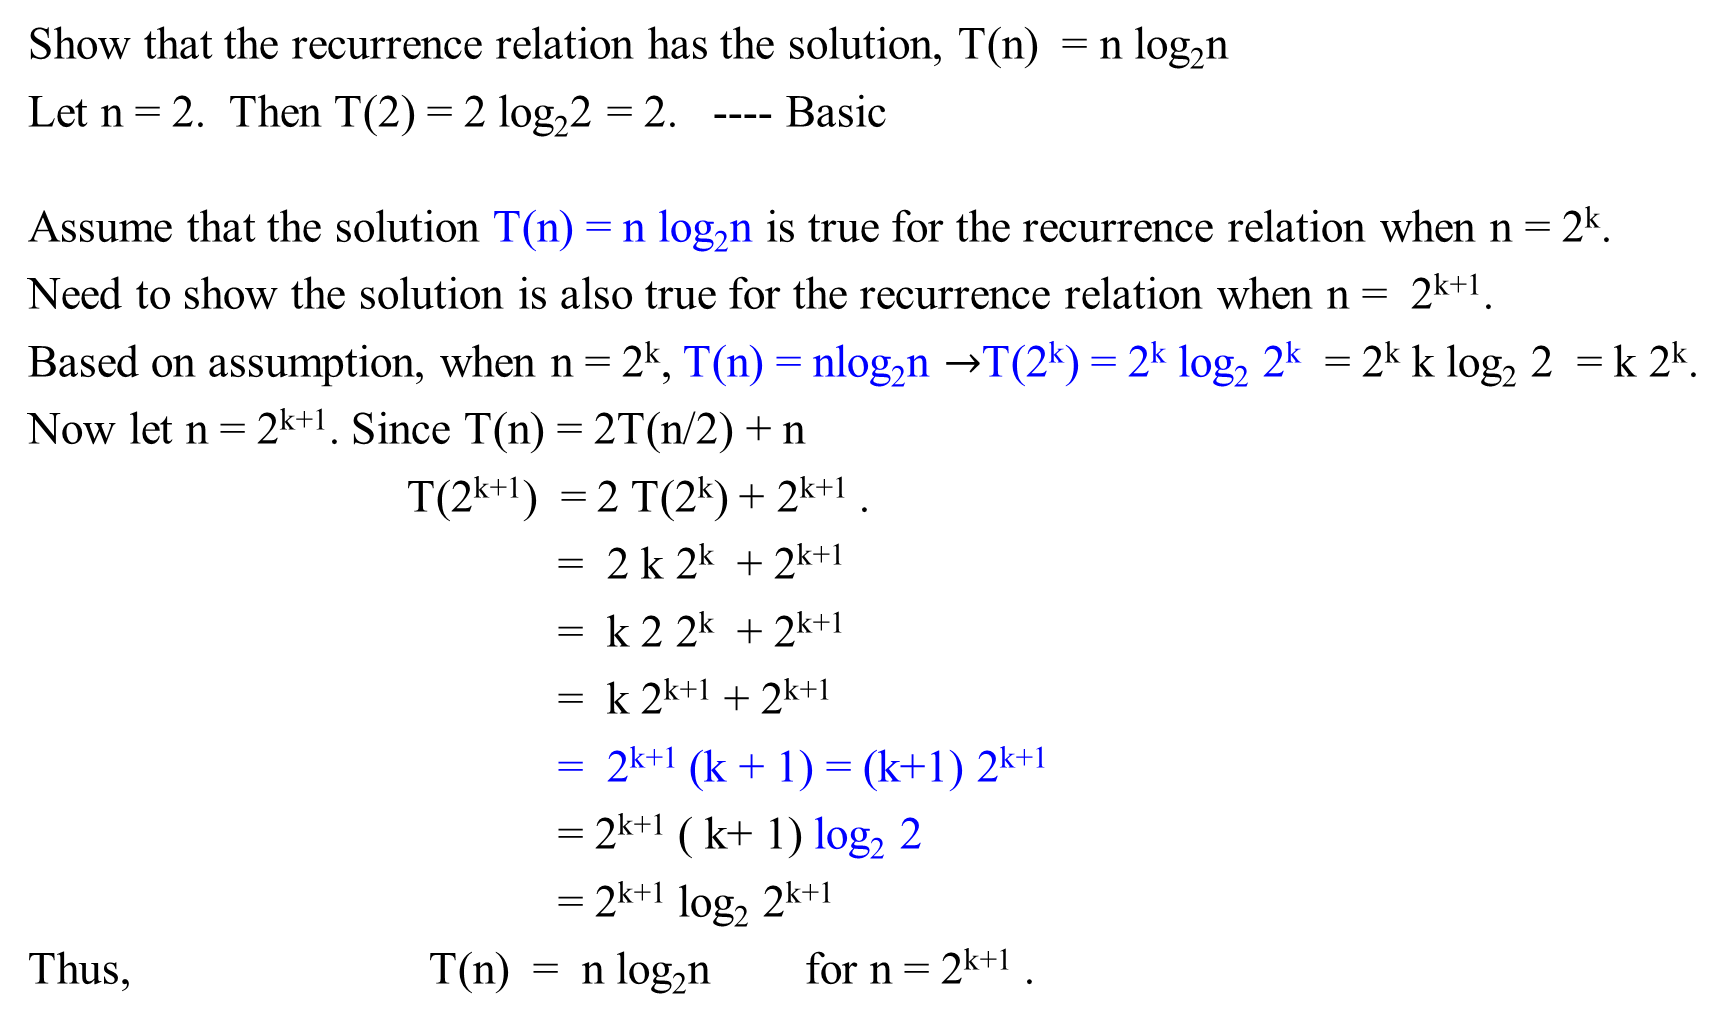 Show that the recurrence relation has the solution, T(n) = n log₂n
Let n = 2. Then T(2) = 2 log₂2 = 2. ---- Basic
Assume that the solution T(n) = n log₂n is true for the recurrence relation when n = 2ᵏ.
Need to show the solution is also true for the recurrence relation when n = 2ᵏ⁺¹.
Based on assumption, when n = 2ᵏ, T(n) = nlog₂n →T(2ᵏ) = 2ᵏ log₂ 2ᵏ = 2ᵏ k log₂ 2 = k 2ᵏ.
Now let n = 2ᵏ⁺¹. Since T(n) = 2T(n/2) + n
T(2ᵏ⁺¹) = 2 T(2ᵏ) + 2ᵏ⁺¹ .
= 2 k 2ᵏ + 2ᵏ⁺¹
= k 2 2ᵏ + 2ᵏ⁺¹
= k 2ᵏ⁺¹ + 2ᵏ⁺¹
= 2ᵏ⁺¹ (k + 1) = (k+1) 2ᵏ⁺¹
= 2ᵏ⁺¹ ( k+ 1) log₂ 2
= 2ᵏ⁺¹ log₂ 2ᵏ⁺¹
Thus, T(n) = n log₂n for n = 2ᵏ⁺¹ .